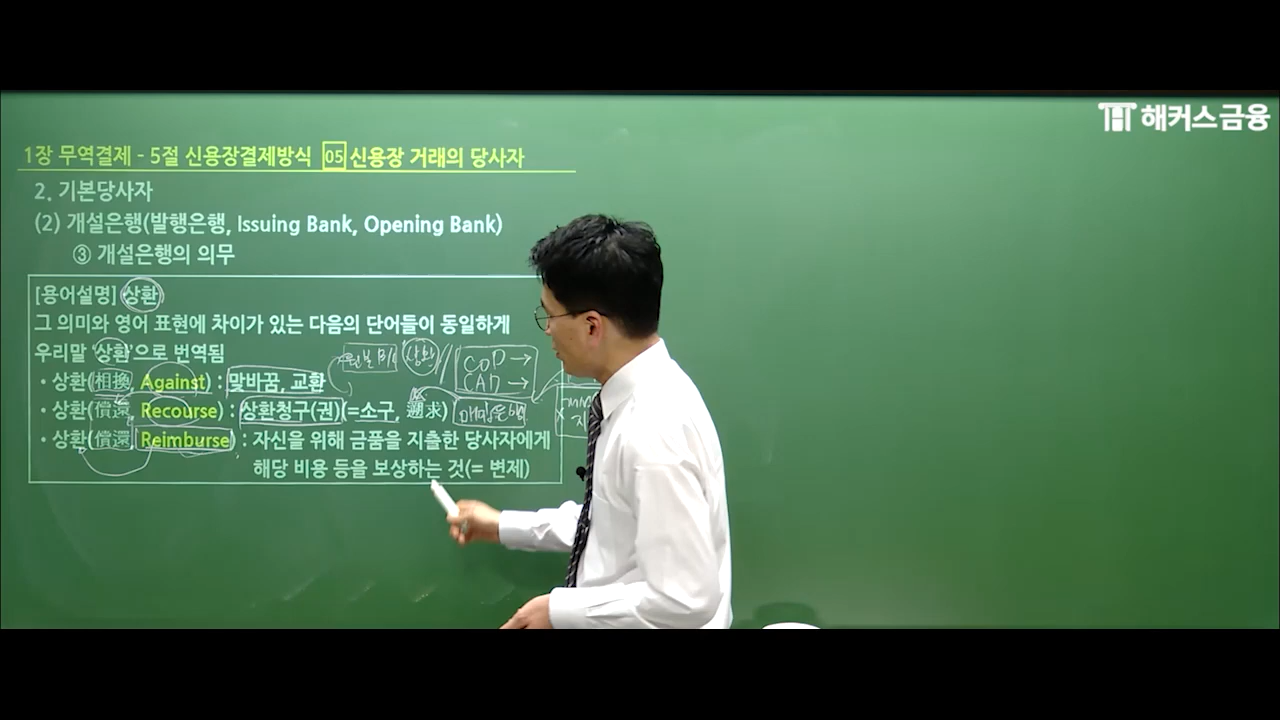 해커스금융
1장 무역결제 - 5절 신용장결제방식 05 신용장 거래의 당사자
2. 기본당사자
(2) 개설은행(발행은행, Issuing Bank, Opening Bank)
③ 개설은행의 의무
[용어설명] 상환
그 의미와 영어 표현에 차이가 있는 다음의 단어들이 동일하게
우리말 '상환'으로 번역됨
원본 B/L 상환 // COD →
CAD →
· 상환(相換, Against) : 맞바꿈, 교환
· 상환(償還, Recourse) : 상환청구(권)(=소구, 遡求) 매입은행
· 상환(償還, Reimburse) : 자신을 위해 금품을 지출한 당사자에게
해당 비용 등을 보상하는 것(= 변제)